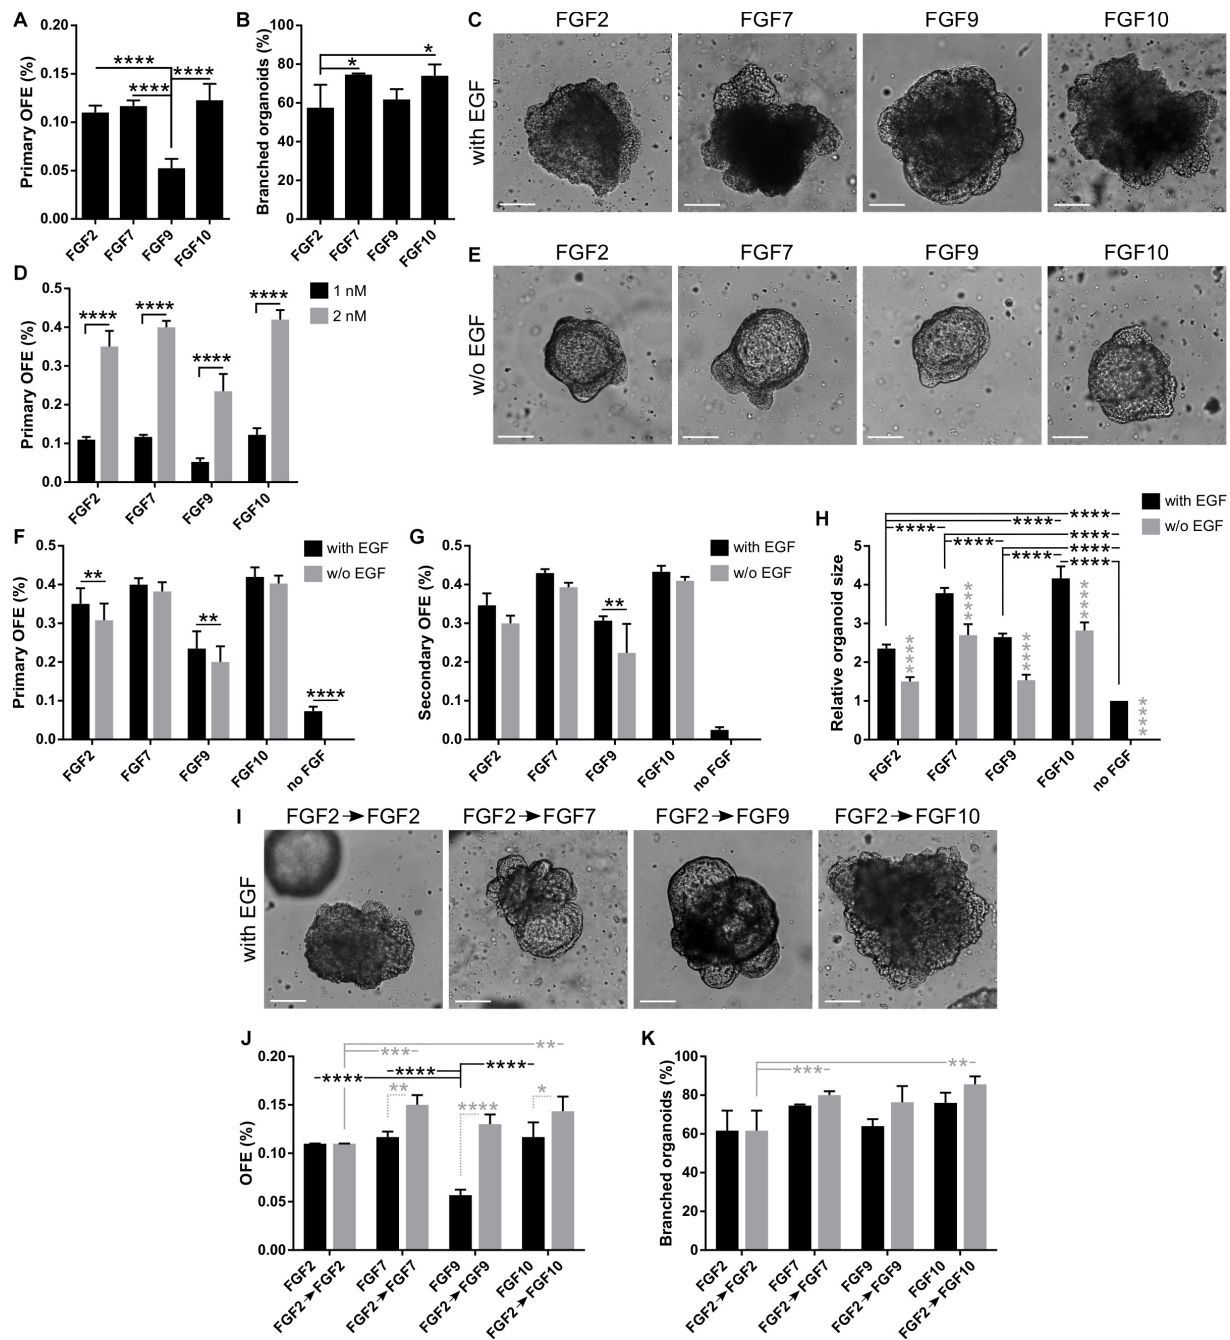 A
Primary OFE (%)
0.20
0.15
0.10
0.05
0.00
****
****
****
FGF2
FGF7
FGF9
FGF10
B
Branched organoids (%)
100
80
60
40
20
0
*
*
FGF2
FGF7
FGF9
FGF10
C
FGF2
FGF7
FGF9
FGF10
with EGF
D
Primary OFE (%)
0.5
0.4
0.3
0.2
0.1
0.0
****
****
****
****
1 nM
2 nM
FGF2
FGF7
FGF9
FGF10
E
FGF2
FGF7
FGF9
FGF10
w/o EGF
F
Primary OFE (%)
0.5
0.4
0.3
0.2
0.1
0.0
**
**
****
with EGF
w/o EGF
FGF2
FGF7
FGF9
FGF10
no FGF
G
Secondary OFE (%)
0.5
0.4
0.3
0.2
0.1
0.0
**
with EGF
w/o EGF
FGF2
FGF7
FGF9
FGF10
no FGF
H
Relative organoid size
5
4
3
2
1
0
****
****
****
****
****
****
****
****
****
****
****
****
****
with EGF
w/o EGF
FGF2
FGF7
FGF9
FGF10
no FGF
I
FGF2➔FGF2
FGF2➔FGF7
FGF2➔FGF9
FGF2➔FGF10
with EGF
J
OFE (%)
0.20
0.15
0.10
0.05
0.00
**
***
****
****
****
**
****
*
FGF2
FGF2➔FGF2
FGF7
FGF2➔FGF7
FGF9
FGF2➔FGF9
FGF10
FGF2➔FGF10
K
Branched organoids (%)
100
80
60
40
20
0
**
***
FGF2
FGF2➔FGF2
FGF7
FGF2➔FGF7
FGF9
FGF2➔FGF9
FGF10
FGF2➔FGF10